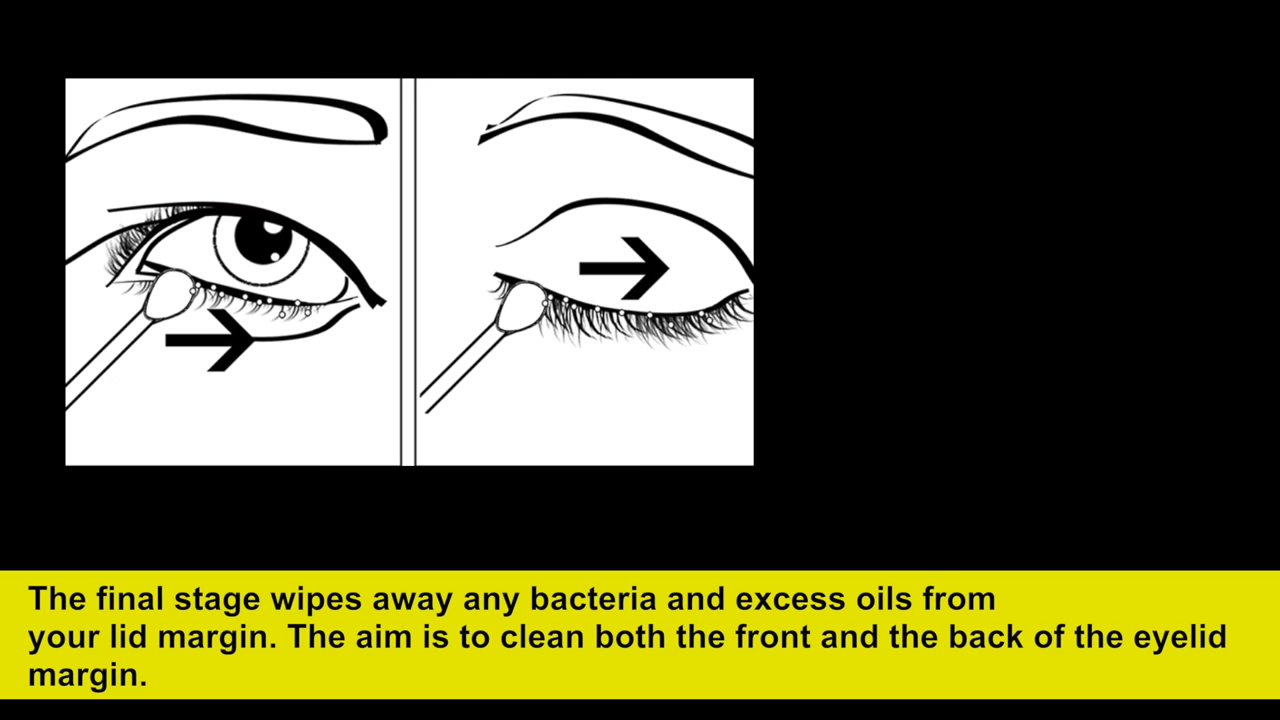 The final stage wipes away any bacteria and excess oils from
your lid margin. The aim is to clean both the front and the back of the eyelid
margin.